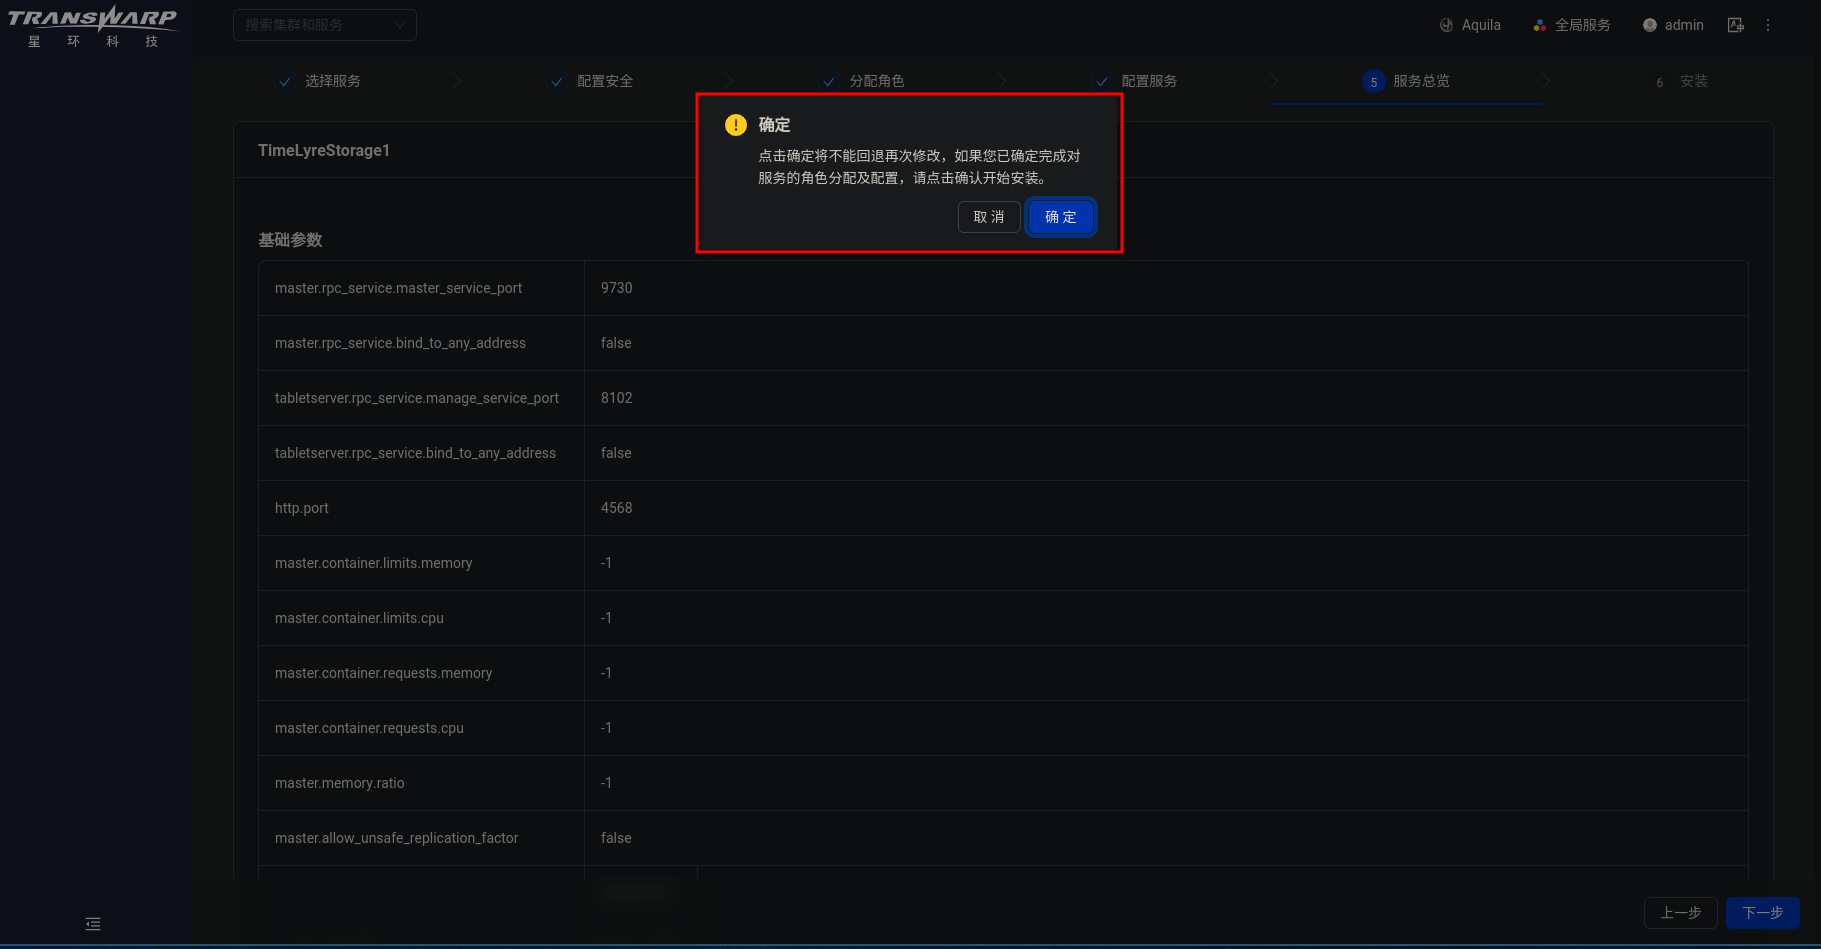 TRANSWARP
星环科技
搜索集群和服务
Aquila
全局服务
admin
选择服务
配置安全
分配角色
配置服务
5 服务总览
6 安装
TimeLyreStorage1
! 确定
点击确定将不能回退再次修改，如果您已确定完成对
服务的角色分配及配置，请点击确认开始安装。
取 消
确 定
基础参数
master.rpc_service.master_service_port 9730
master.rpc_service.bind_to_any_address false
tabletserver.rpc_service.manage_service_port 8102
tabletserver.rpc_service.bind_to_any_address false
http.port 4568
master.container.limits.memory -1
master.container.limits.cpu -1
master.container.requests.memory -1
master.container.requests.cpu -1
master.memory.ratio -1
master.allow_unsafe_replication_factor false
上一步
下一步